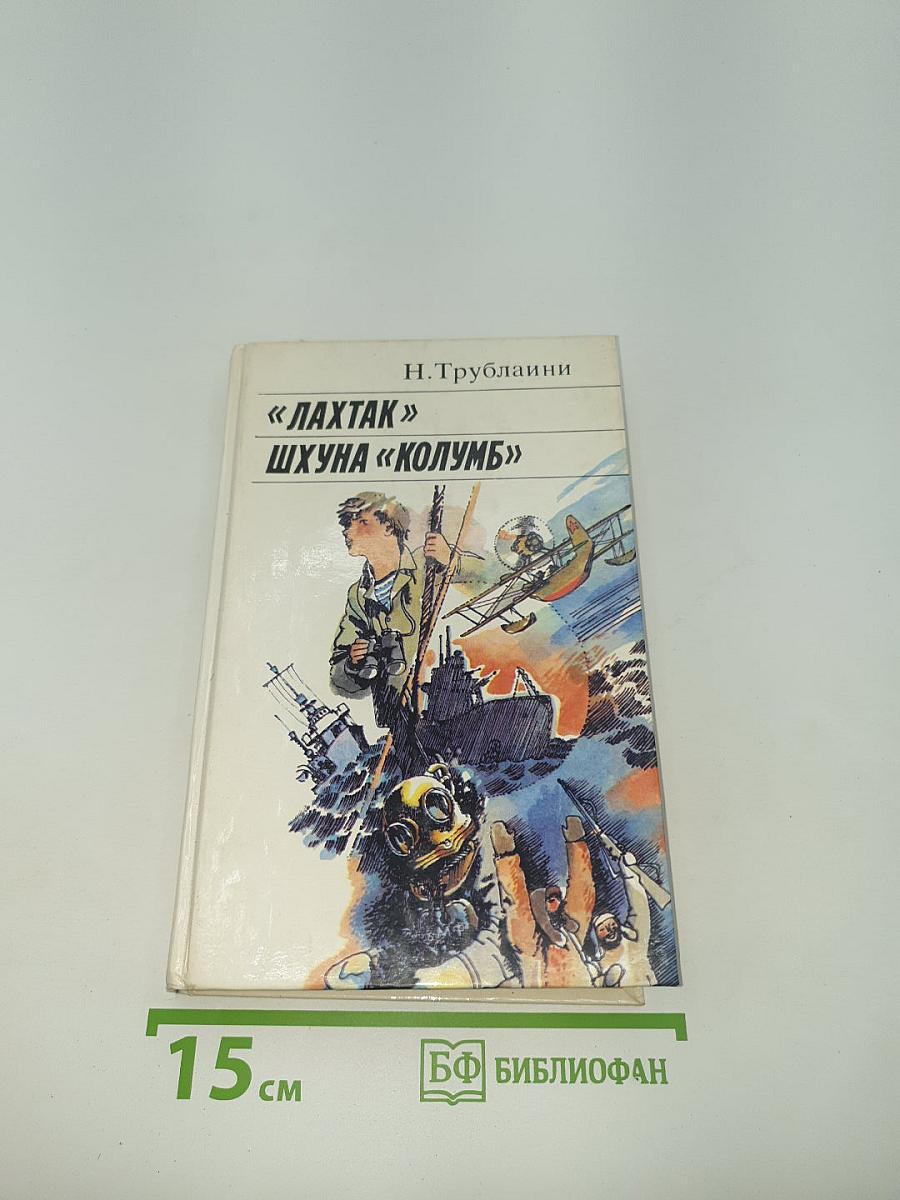 Н.Трублаини
«ЛАХТАК»
ШХУНА «КОЛУМБ»
15 см
БФ БИБЛИОФАН